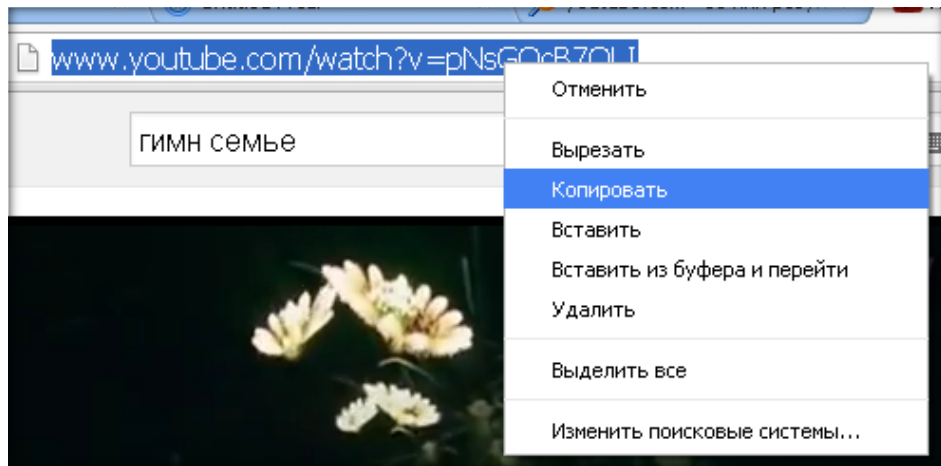 www.youtube.com/watch?v=pNsGOcB7OLI
гимн семье
Отменить
Вырезать
Копировать
Вставить
Вставить из буфера и перейти
Удалить
Выделить все
Изменить поисковые системы...